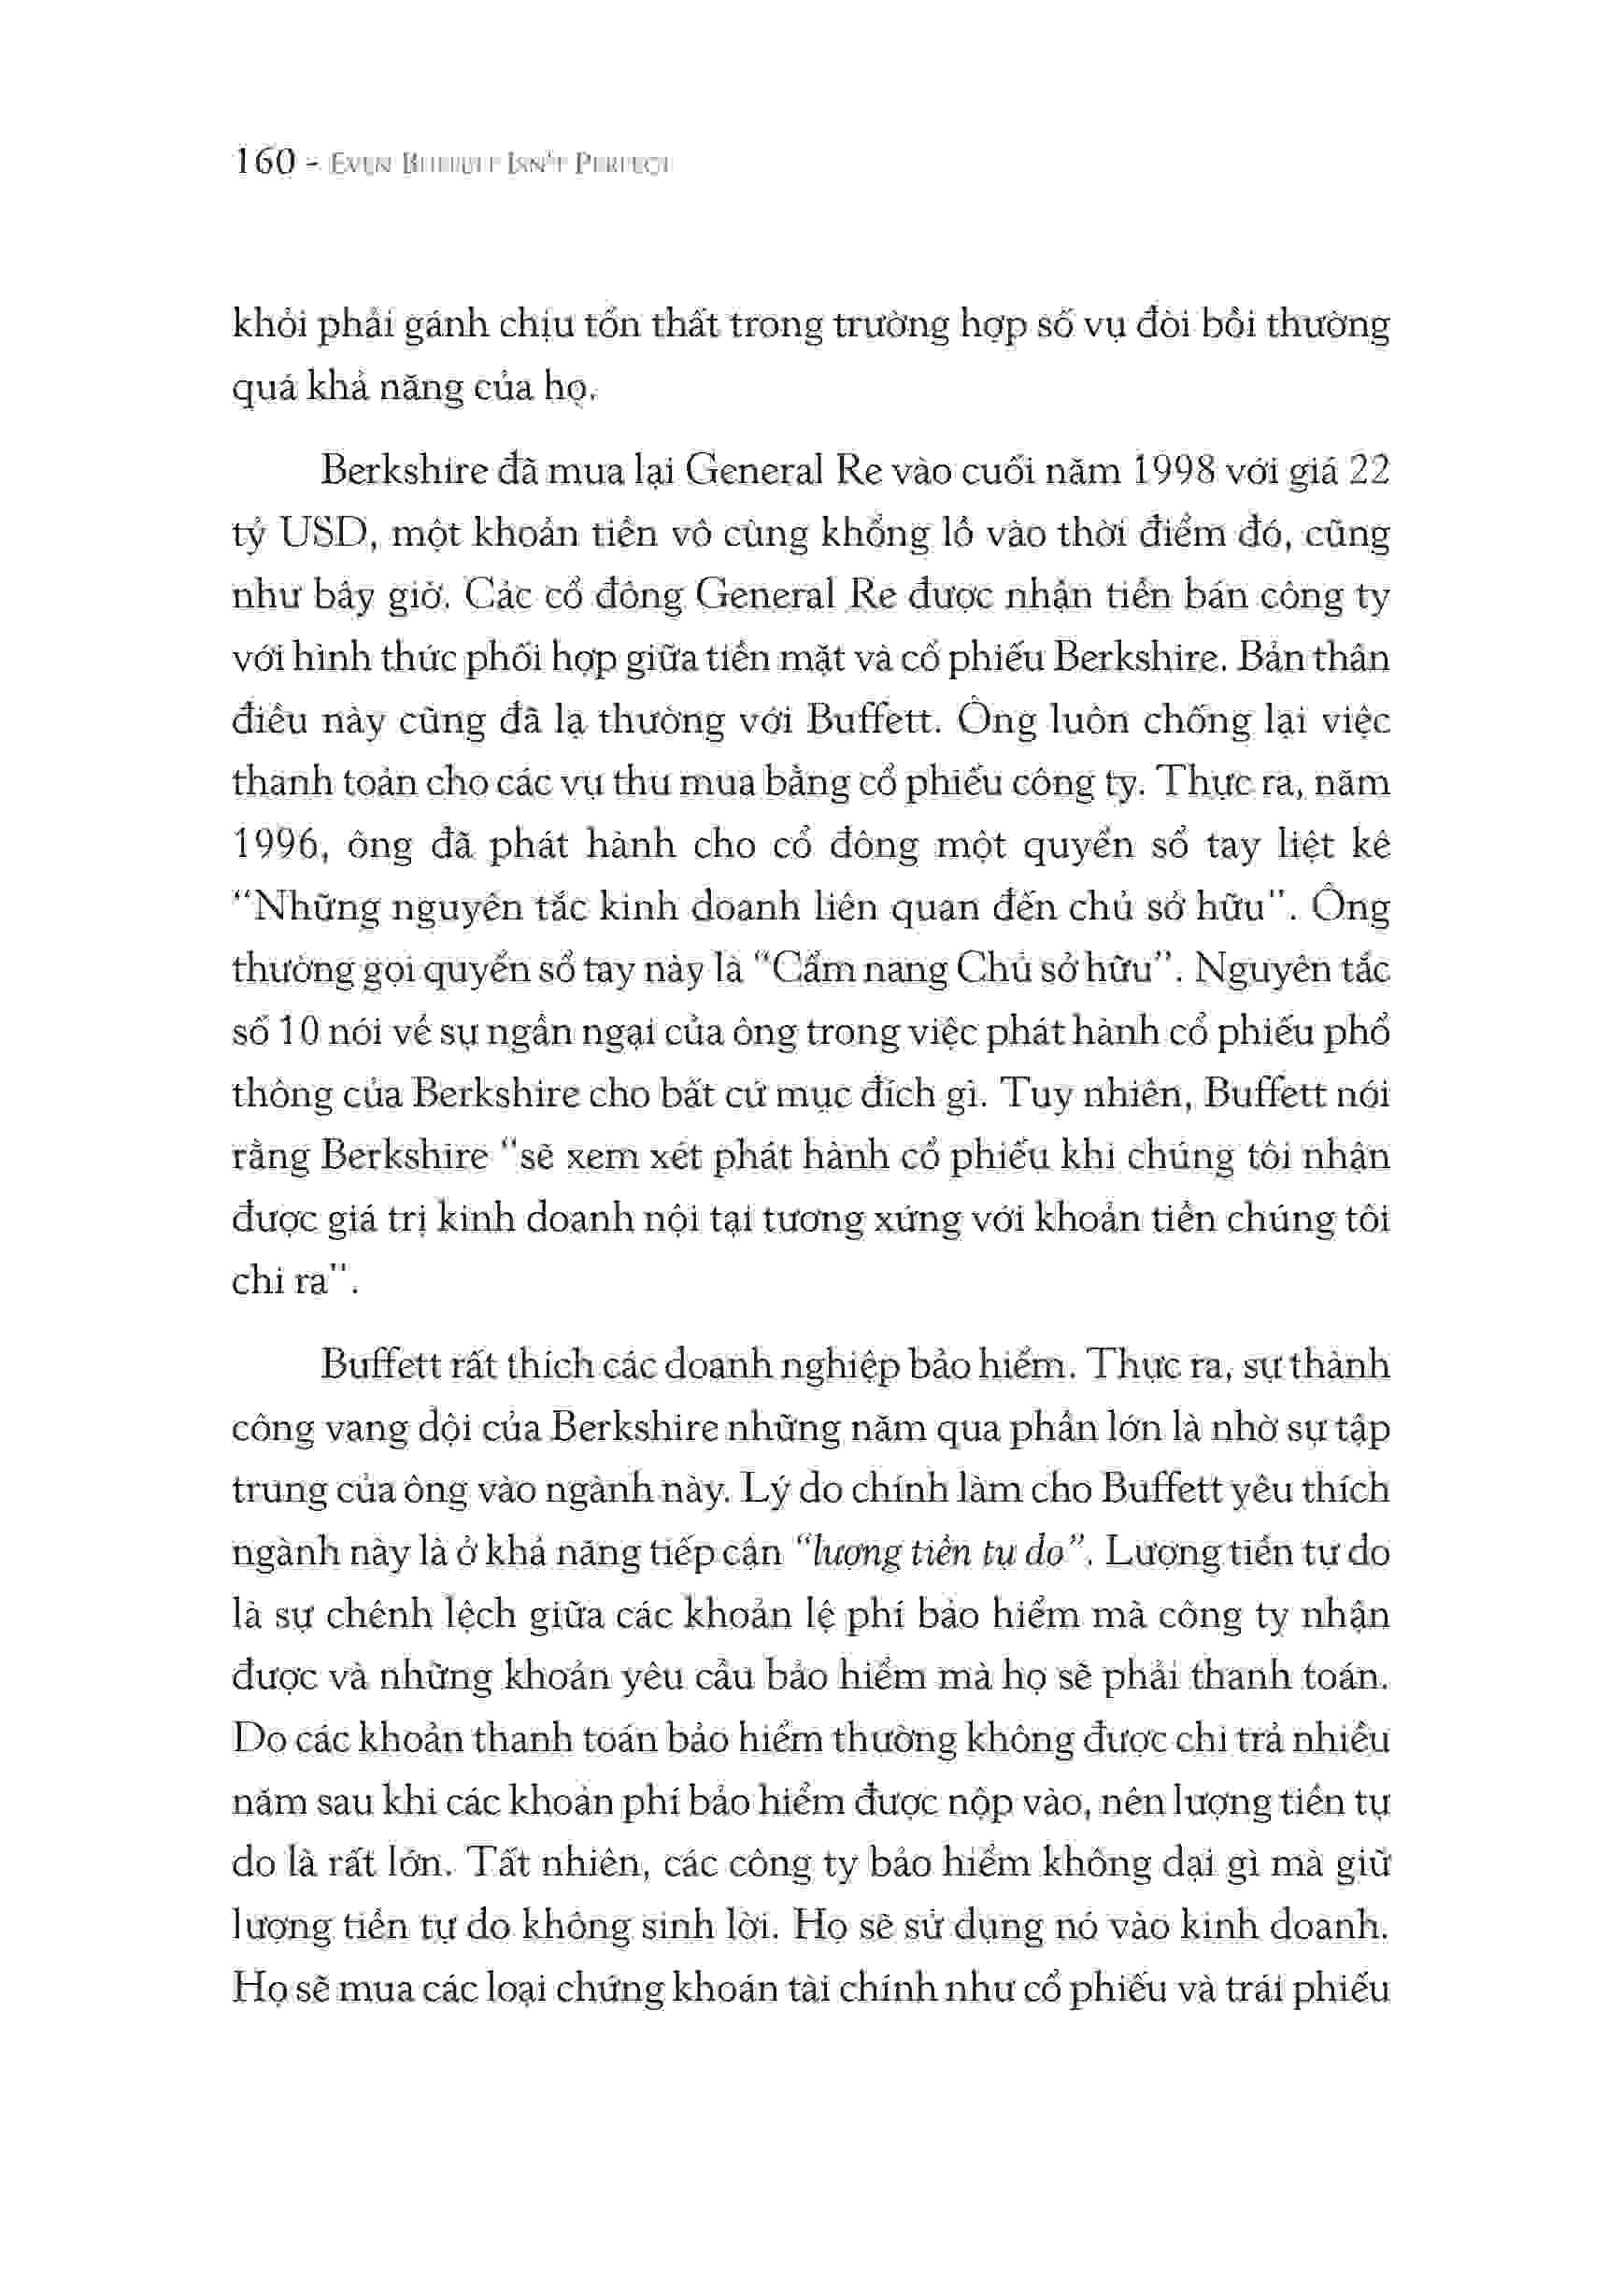 160 - EVEN BUFFETT ISN'T PERFECT
khỏi phải gánh chịu tổn thất trong trường hợp số vụ đòi bồi thường
quá khả năng của họ.
Berkshire đã mua lại General Re vào cuối năm 1998 với giá 22
tỷ USD, một khoản tiền vô cùng khổng lồ vào thời điểm đó, cũng
như bây giờ. Các cổ đông General Re được nhận tiền bán công ty
với hình thức phối hợp giữa tiền mặt và cổ phiếu Berkshire. Bản thân
điều này cũng đã lạ thường với Buffett. Ông luôn chống lại việc
thanh toán cho các vụ thu mua bằng cổ phiếu công ty. Thực ra, năm
1996, ông đã phát hành cho cổ đông một quyển sổ tay liệt kê
“Những nguyên tắc kinh doanh liên quan đến chủ sở hữu”. Ông
thường gọi quyển sổ tay này là “Cẩm nang Chủ sở hữu”. Nguyên tắc
số 10 nói về sự ngần ngại của ông trong việc phát hành cổ phiếu phổ
thông của Berkshire cho bất cứ mục đích gì. Tuy nhiên, Buffett nói
rằng Berkshire “sẽ xem xét phát hành cổ phiếu khi chúng tôi nhận
được giá trị kinh doanh nội tại tương xứng với khoản tiền chúng tôi
chi ra”.
Buffett rất thích các doanh nghiệp bảo hiểm. Thực ra, sự thành
công vang dội của Berkshire những năm qua phần lớn là nhờ sự tập
trung của ông vào ngành này. Lý do chính làm cho Buffett yêu thích
ngành này là ở khả năng tiếp cận “lượng tiền tự do”. Lượng tiền tự do
là sự chênh lệch giữa các khoản lệ phí bảo hiểm mà công ty nhận
được và những khoản yêu cầu bảo hiểm mà họ sẽ phải thanh toán.
Do các khoản thanh toán bảo hiểm thường không được chi trả nhiều
năm sau khi các khoản phí bảo hiểm được nộp vào, nên lượng tiền tự
do là rất lớn. Tất nhiên, các công ty bảo hiểm không dại gì mà giữ
lượng tiền tự do không sinh lời. Họ sẽ sử dụng nó vào kinh doanh.
Họ sẽ mua các loại chứng khoán tài chính như cổ phiếu và trái phiếu